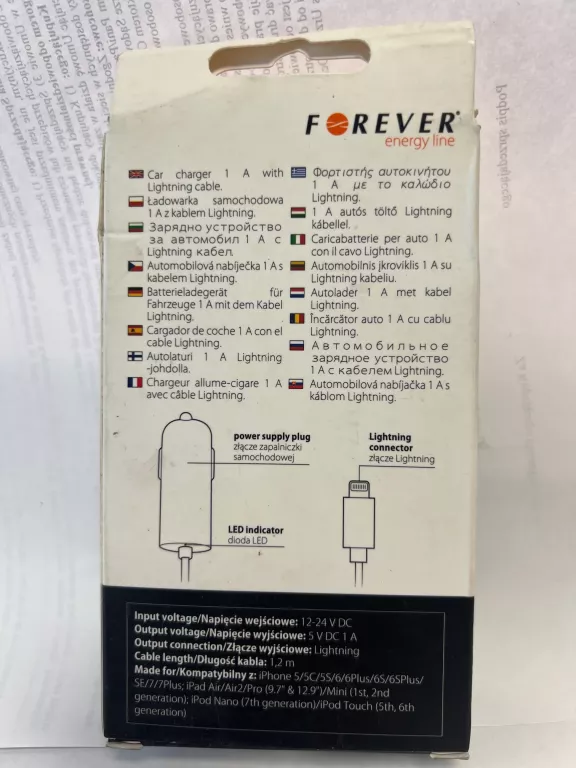 FOREVER
energy line
Car charger 1 A with
Lightning cable.
Ładowarka samochodowa
1 A z kablem Lightning.
Зарядно устройство
за автомобил 1 А с
Lightning кабел.
Automobilová nabíječka 1 A s
kabelem Lightning.
Batterieladegerät für
Fahrzeuge 1 A mit dem Kabel
Lightning.
Cargador de coche 1 A con el
cable Lightning.
Autolaturi 1 A Lightning
-johdolla.
Chargeur allume-cigare 1 A
avec câble Lightning.
Φορτιστής αυτοκινήτου
1 Α με το καλώδιο
Lightning.
1 A autós töltő Lightning
kábellel.
Caricabatterie per auto 1 A
con il cavo Lightning.
Automobilnis įkroviklis 1 A su
Lightning kabeliu.
Autolader 1 A met kabel
Lightning.
Încărcător auto 1 A cu cablu
Lightning.
Автомобильное
зарядное устройство
1 А с кабелем Lightning.
Automobilová nabíjačka 1 A s
káblom Lightning.
power supply plug
złącze zapalniczki
samochodowej
Lightning
connector
złącze Lightning
LED indicator
dioda LED
Input voltage/Napięcie wejściowe: 12-24 V DC
Output voltage/Napięcie wyjściowe: 5 V DC 1 A
Output connection/Złącze wyjściowe: Lightning
Cable length/Długość kabla: 1,2 m
Made for/Kompatybilny z: iPhone 5/5C/5S/6/6Plus/6S/6SPlus/
SE/7/7Plus; iPad Air/Air2/Pro (9.7" & 12.9")/Mini (1st, 2nd
generation); iPod Nano (7th generation)/iPod Touch (5th, 6th
generation)